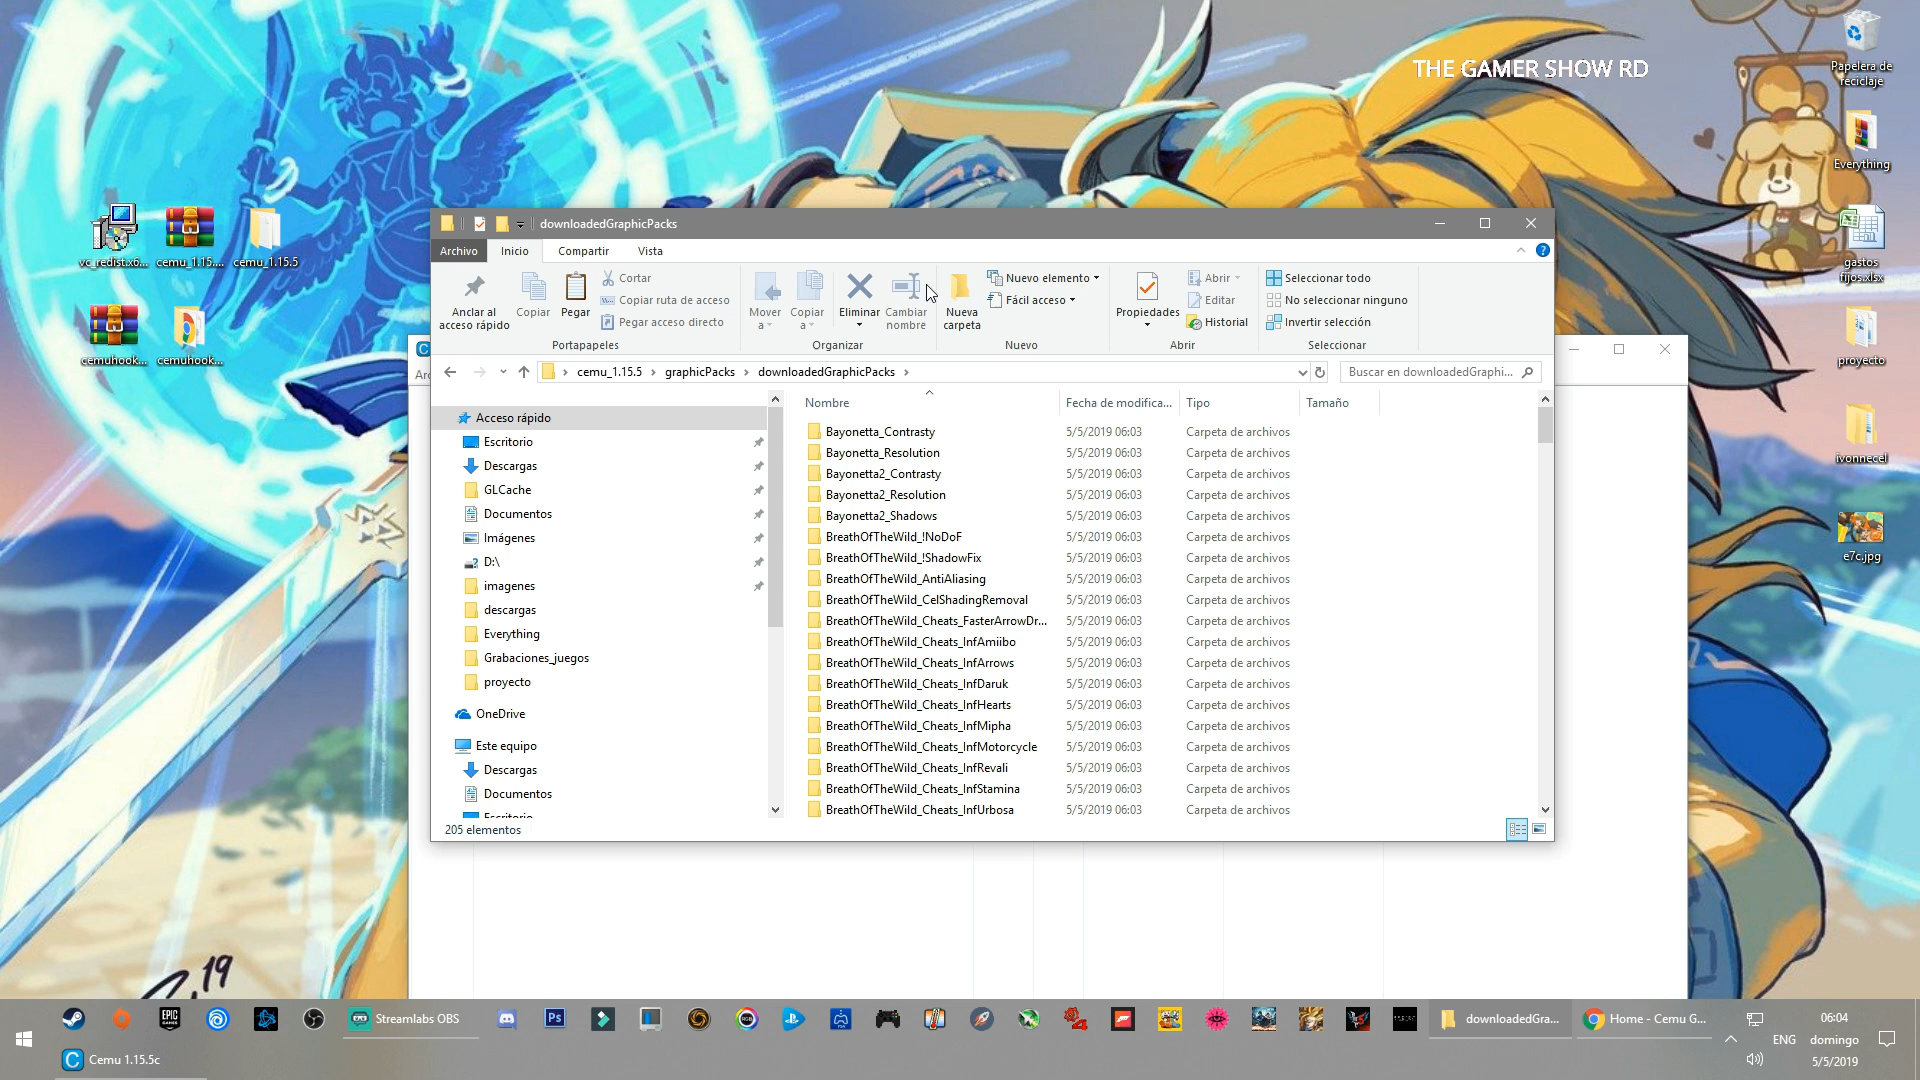 THE GAMER SHOW RD
Papelera de
reciclaje
Everything
gastos
fijos.xlsx
proyecto
ivonnecel
e7c.jpg
vc_redist.x6...
cemu_1.15....
cemu_1.15.5
cemuhook...
cemuhook...
downloadedGraphicPacks
Archivo
Inicio
Compartir
Vista
Anclar al
acceso rápido
Copiar
Pegar
Cortar
Copiar ruta de acceso
Pegar acceso directo
Portapapeles
Mover
a
Copiar
a
Eliminar
Cambiar
nombre
Organizar
Nueva
carpeta
Nuevo elemento
Fácil acceso
Nuevo
Propiedades
Abrir
Editar
Historial
Abrir
Seleccionar todo
No seleccionar ninguno
Invertir selección
Seleccionar
cemu_1.15.5
graphicPacks
downloadedGraphicPacks
Buscar en downloadedGraphi...
Acceso rápido
Escritorio
Descargas
GLCache
Documentos
Imágenes
D:\
imagenes
descargas
Everything
Grabaciones_juegos
proyecto
OneDrive
Este equipo
Descargas
Documentos
Escritorio
Nombre Fecha de modifica... Tipo Tamaño
Bayonetta_Contrasty 5/5/2019 06:03 Carpeta de archivos
Bayonetta_Resolution 5/5/2019 06:03 Carpeta de archivos
Bayonetta2_Contrasty 5/5/2019 06:03 Carpeta de archivos
Bayonetta2_Resolution 5/5/2019 06:03 Carpeta de archivos
Bayonetta2_Shadows 5/5/2019 06:03 Carpeta de archivos
BreathOfTheWild_!NoDoF 5/5/2019 06:03 Carpeta de archivos
BreathOfTheWild_!ShadowFix 5/5/2019 06:03 Carpeta de archivos
BreathOfTheWild_AntiAliasing 5/5/2019 06:03 Carpeta de archivos
BreathOfTheWild_CelShadingRemoval 5/5/2019 06:03 Carpeta de archivos
BreathOfTheWild_Cheats_FasterArrowDr... 5/5/2019 06:03 Carpeta de archivos
BreathOfTheWild_Cheats_InfAmiibo 5/5/2019 06:03 Carpeta de archivos
BreathOfTheWild_Cheats_InfArrows 5/5/2019 06:03 Carpeta de archivos
BreathOfTheWild_Cheats_InfDaruk 5/5/2019 06:03 Carpeta de archivos
BreathOfTheWild_Cheats_InfHearts 5/5/2019 06:03 Carpeta de archivos
BreathOfTheWild_Cheats_InfMipha 5/5/2019 06:03 Carpeta de archivos
BreathOfTheWild_Cheats_InfMotorcycle 5/5/2019 06:03 Carpeta de archivos
BreathOfTheWild_Cheats_InfRevali 5/5/2019 06:03 Carpeta de archivos
BreathOfTheWild_Cheats_InfStamina 5/5/2019 06:03 Carpeta de archivos
BreathOfTheWild_Cheats_InfUrbosa 5/5/2019 06:03 Carpeta de archivos
205 elementos
19
EPIC
GAMES
Streamlabs OBS
Ps
downloadedGra...
Home - Cemu G...
ENG
06:04
domingo
5/5/2019
Cemu 1.15.5c